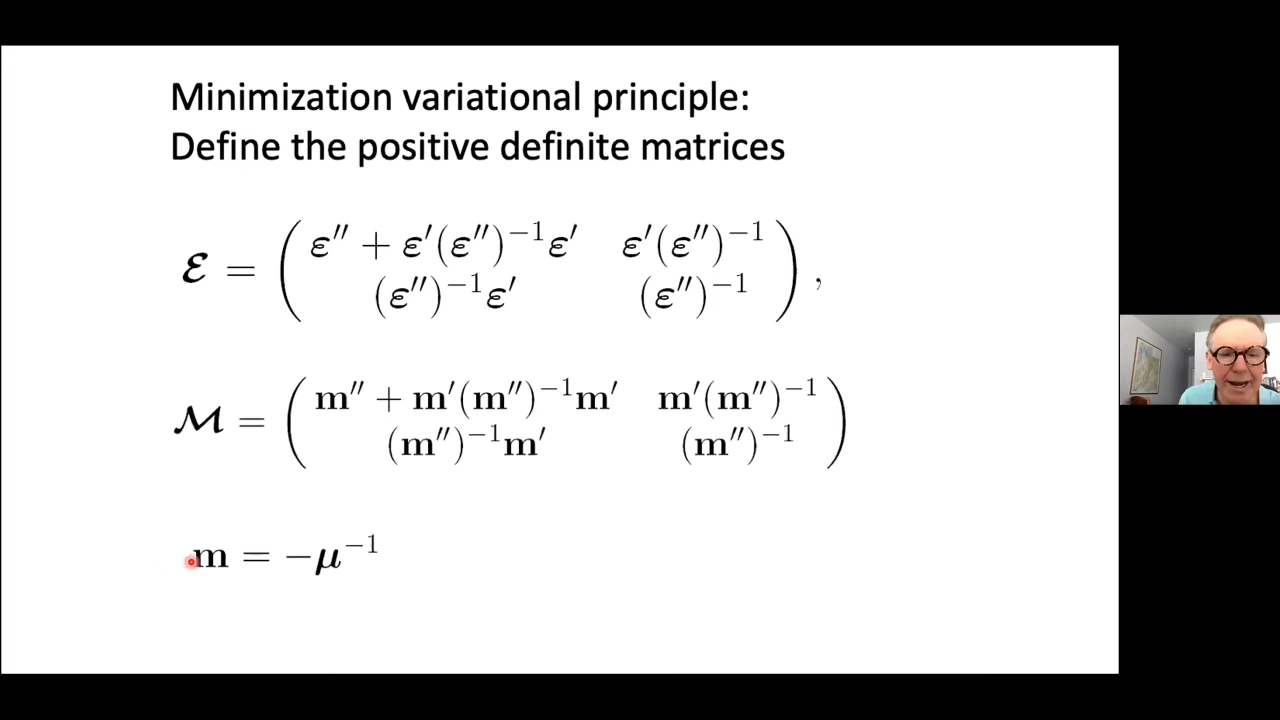 Minimization variational principle:
Define the positive definite matrices
𝓔 = ( ε″ + ε′(ε″)⁻¹ε′   ε′(ε″)⁻¹
(ε″)⁻¹ε′   (ε″)⁻¹ ) ,
𝓜 = ( m″ + m′(m″)⁻¹m′   m′(m″)⁻¹
(m″)⁻¹m′   (m″)⁻¹ )
m = −μ⁻¹